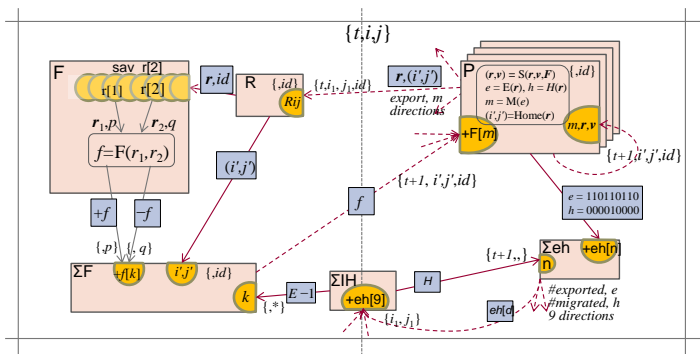 {t,i,j}
F
sav r[2]
r[1]
r[2]
r₁,p
r₂,q
f=F(r₁,r₂)
+f
−f
{,p}
{, q}
r,id
R
{,id}
Rij
{t,i₁,j₁,id}
r,(i',j')
export, m
directions
P
(r,v) = S(r,v,F)
e = E(r), h = H(r)
m = M(e)
(i',j')=Home(r)
{,id}
+F[m]
m,r,v
{t+1,i',j',id}
(i',j')
{t+1, i',j',id}
f
e = 110110110
h = 000010000
ΣF
+f[k]
i',j'
{,id}
k
{,*}
E−1
ΣIH
+eh[9]
{i₁, j₁}
H
{t+1,,}
Σeh
+eh[n]
n
eh[d]
#exported, e
#migrated, h
9 directions